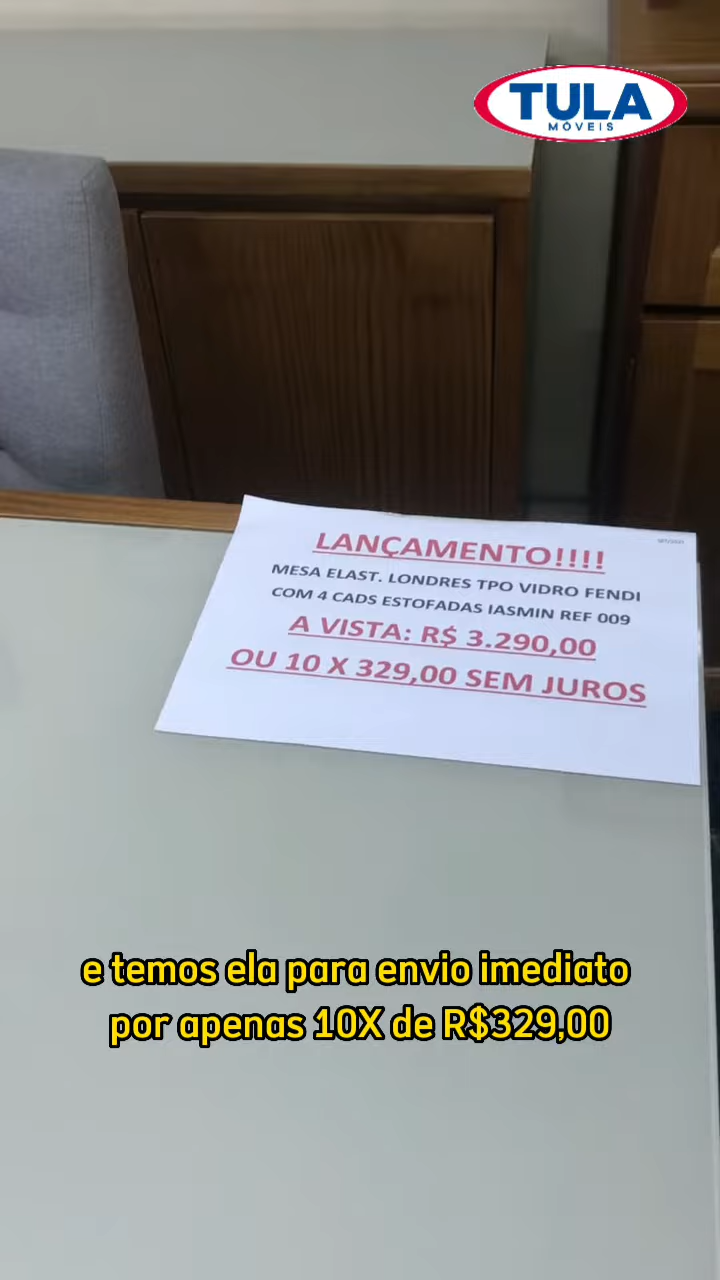 TULA
MÓVEIS
LANÇAMENTO!!!!
MESA ELAST. LONDRES TPO VIDRO FENDI
COM 4 CADS ESTOFADAS IASMIN REF 009
A VISTA: R$ 3.290,00
OU 10 X 329,00 SEM JUROS
e temos ela para envio imediato
por apenas 10X de R$329,00